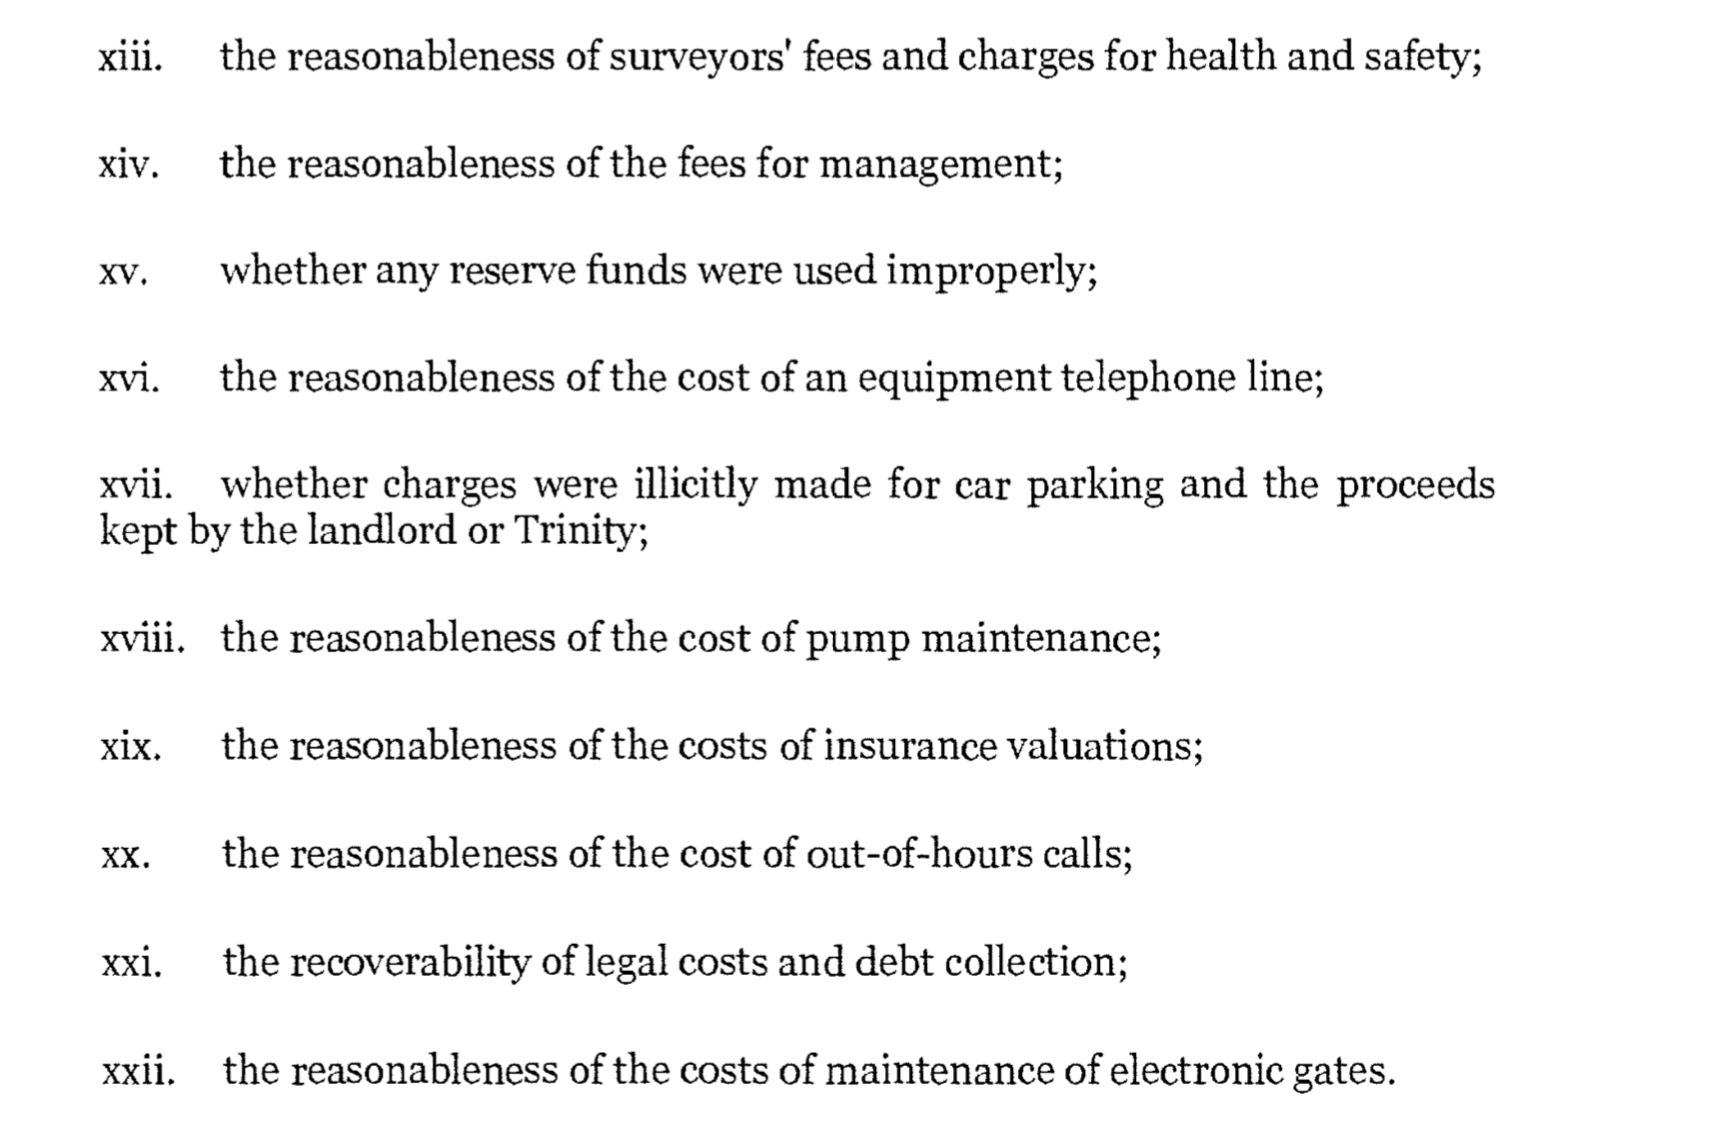 xiii. the reasonableness of surveyors' fees and charges for health and safety;
xiv. the reasonableness of the fees for management;
xv. whether any reserve funds were used improperly;
xvi. the reasonableness of the cost of an equipment telephone line;
xvii. whether charges were illicitly made for car parking and the proceeds
kept by the landlord or Trinity;
xviii. the reasonableness of the cost of pump maintenance;
xix. the reasonableness of the costs of insurance valuations;
xx. the reasonableness of the cost of out-of-hours calls;
xxi. the recoverability of legal costs and debt collection;
xxii. the reasonableness of the costs of maintenance of electronic gates.